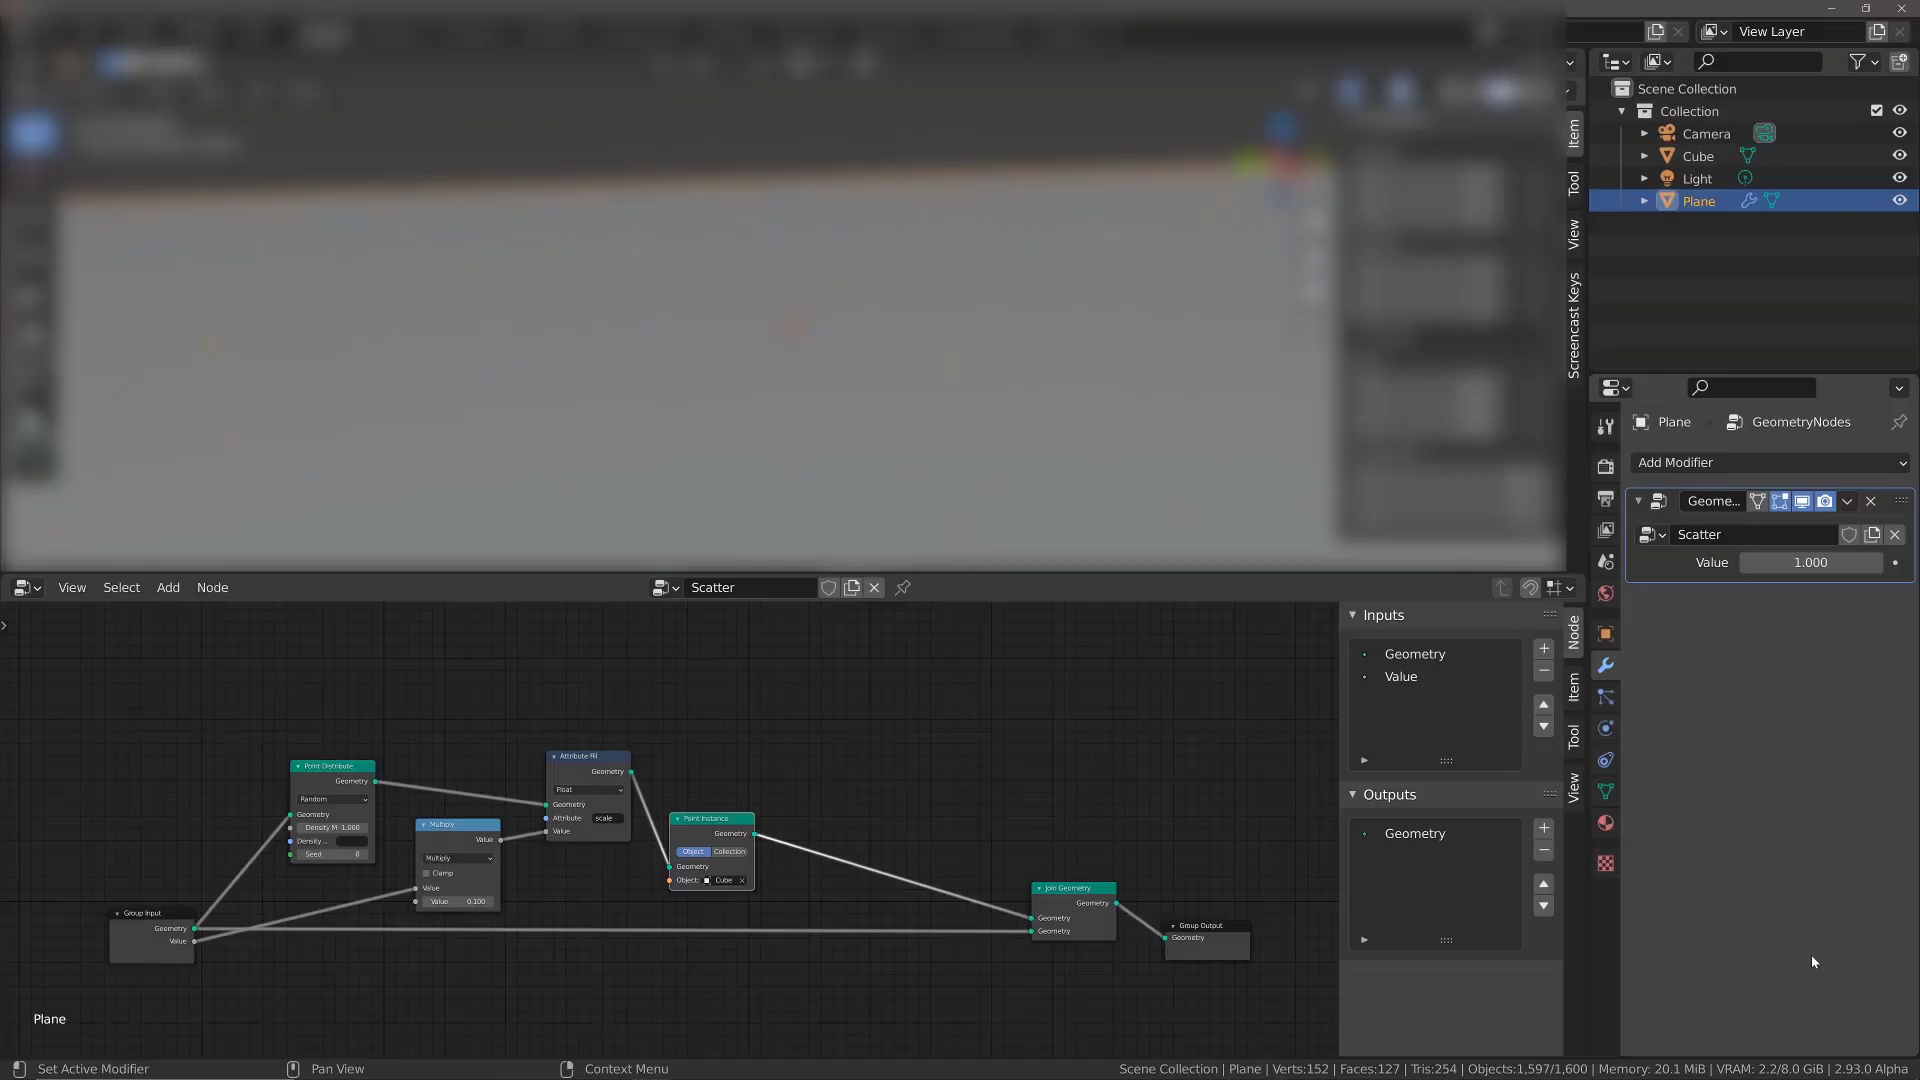 View Layer
Scene Collection
Collection
Camera
Cube
Light
Plane
Item
Tool
View
Screencast Keys
Plane
GeometryNodes
Add Modifier
Geome...
Scatter
Value
1.000
View
Select
Add
Node
Scatter
Inputs
Geometry
Value
Outputs
Geometry
Node
Item
Tool
View
Point Distribute
Geometry
Random
Geometry
Density M 1.000
Density...
Seed 8
Multiply
Value
Multiply
Clamp
Value
Value 0.100
Attribute Fill
Geometry
Float
Geometry
Attribute scale
Value
Point Instance
Geometry
Object Collection
Geometry
Object: Cube
Group Input
Geometry
Value
Join Geometry
Geometry
Geometry
Geometry
Group Output
Geometry
Plane
Set Active Modifier
Pan View
Context Menu
Scene Collection | Plane | Verts:152 | Faces:127 | Tris:254 | Objects:1,597/1,600 | Memory: 20.1 MiB | VRAM: 2.2/8.0 GiB | 2.93.0 Alpha